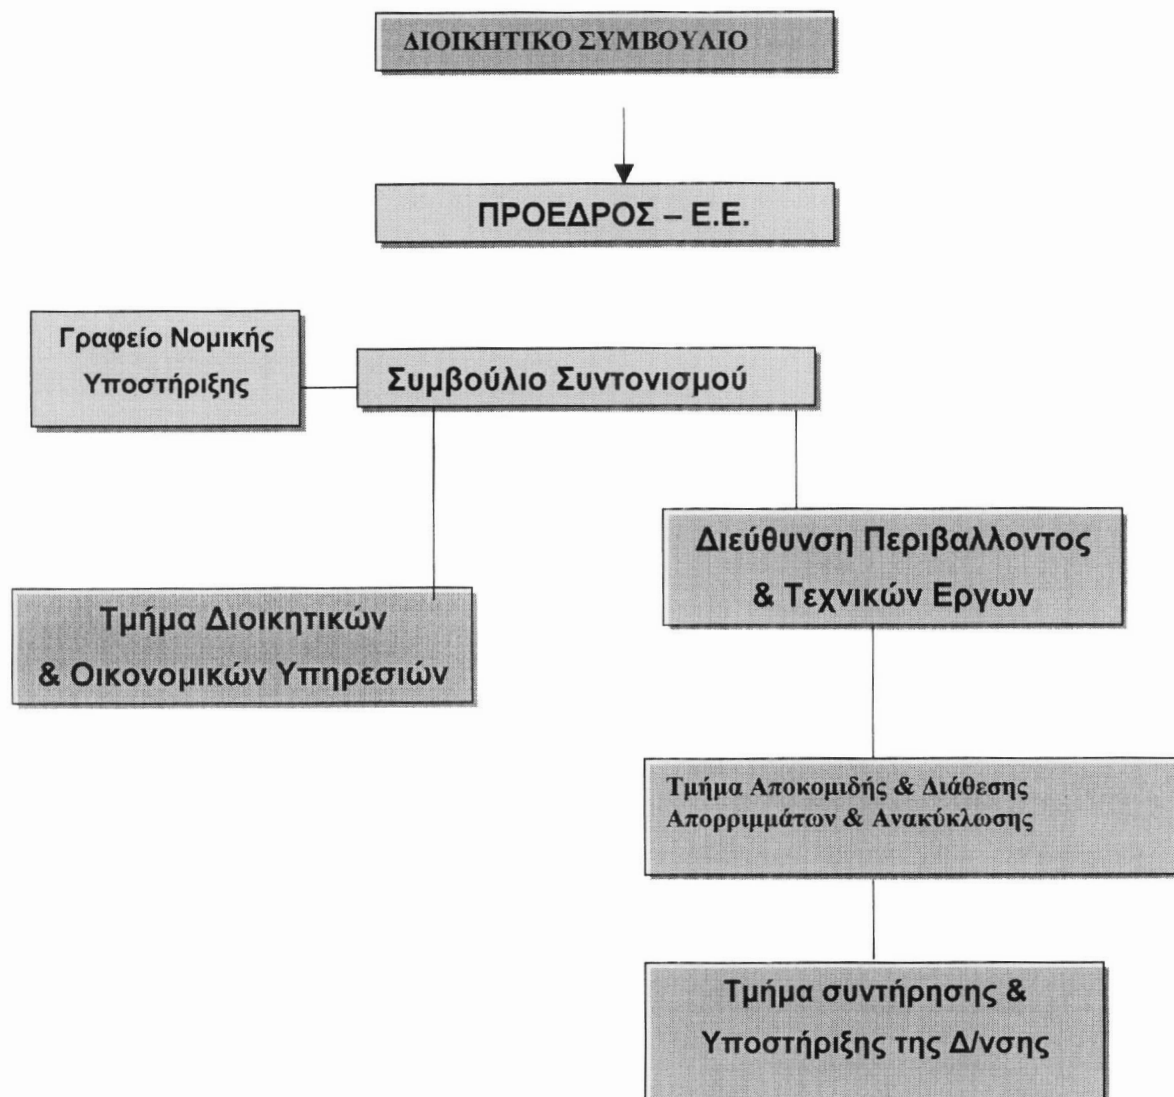 ΔΙΟΙΚΗΤΙΚΟ ΣΥΜΒΟΥΛΙΟ
ΠΡΟΕΔΡΟΣ – Ε.Ε.
Γραφείο Νομικής
Υποστήριξης
Συμβούλιο Συντονισμού
Διεύθυνση Περιβαλλοντος
& Τεχνικών Εργων
Τμήμα Διοικητικών
& Οικονομικών Υπηρεσιών
Τμήμα Αποκομιδής & Διάθεσης
Απορριμμάτων & Ανακύκλωσης
Τμήμα συντήρησης &
Υποστήριξης της Δ/νσης